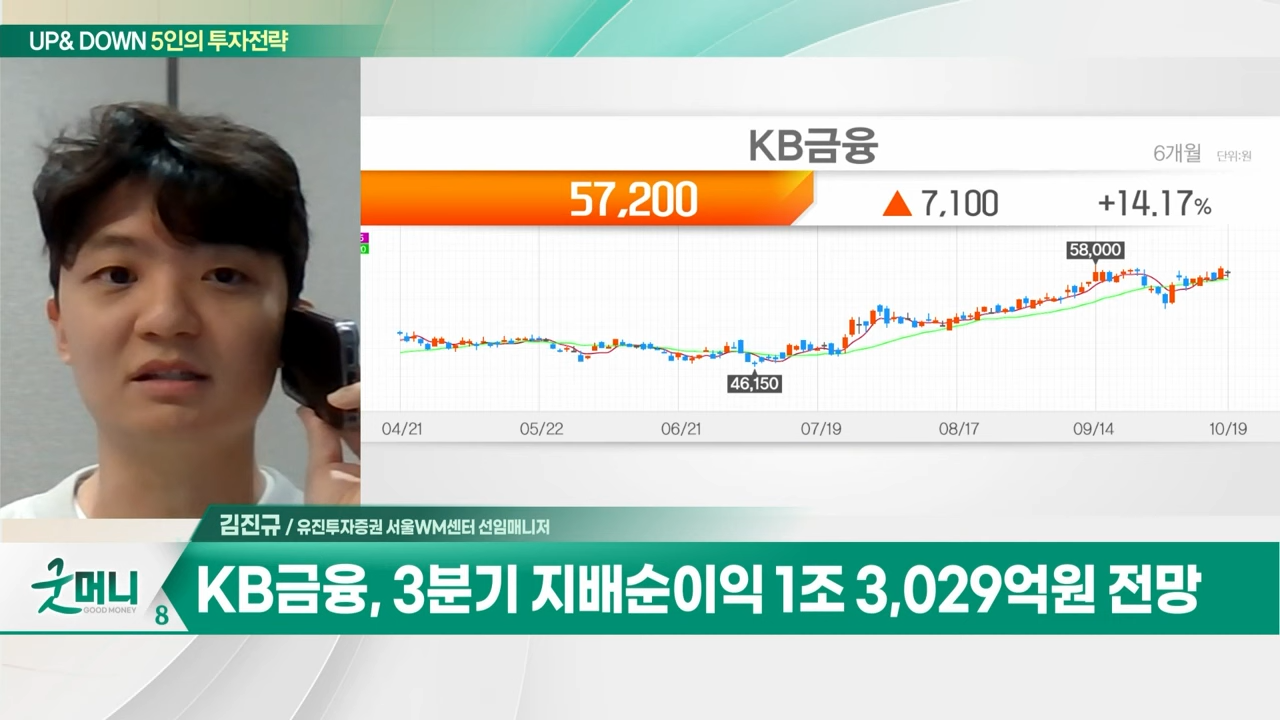 UP& DOWN 5인의 투자전략
KB금융
6개월 단위:원
57,200 ▲ 7,100 +14.17%
58,000
46,150
04/21 05/22 06/21 07/19 08/17 09/14 10/19
김진규 / 유진투자증권 서울WM센터 선임매니저
굿머니
GOOD MONEY
8
KB금융, 3분기 지배순이익 1조 3,029억원 전망